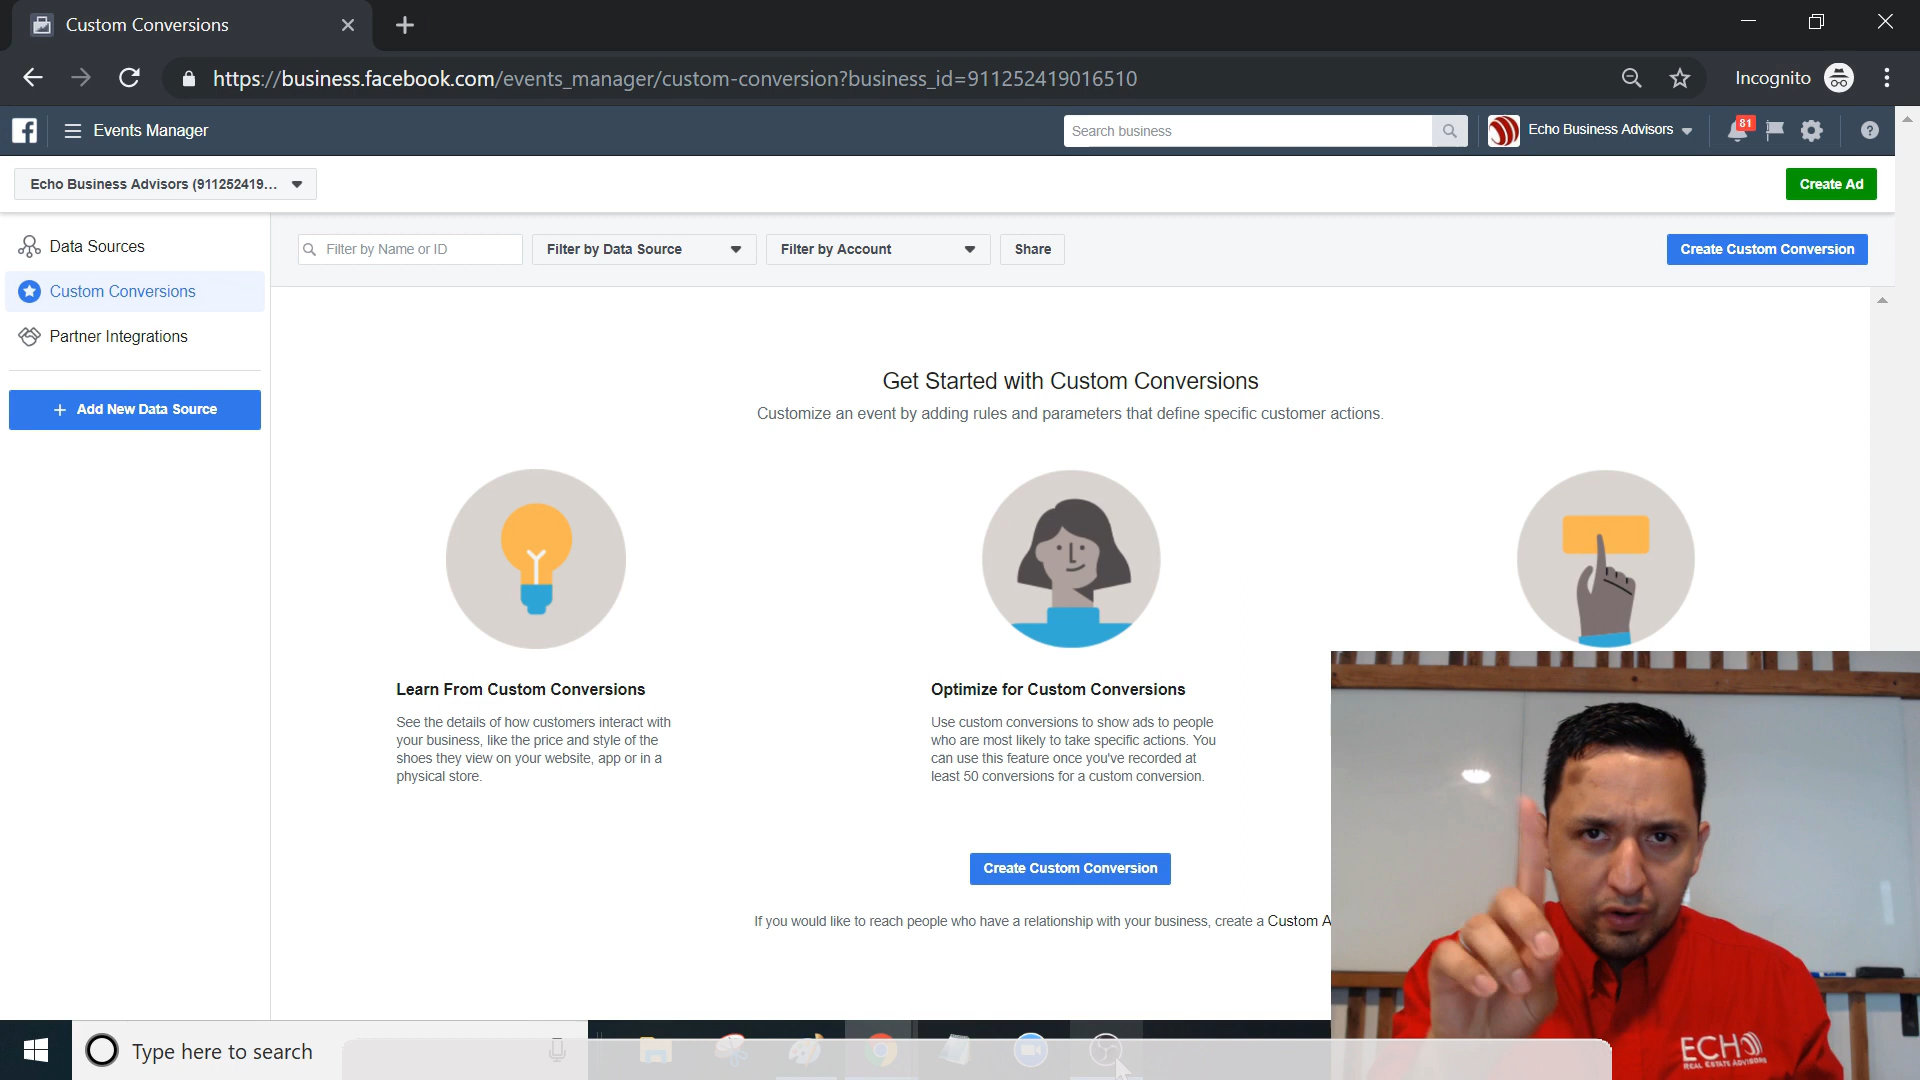 Custom Conversions
https://business.facebook.com/events_manager/custom-conversion?business_id=911252419016510
Incognito
Events Manager
Search business
Echo Business Advisors
81
Echo Business Advisors (911252419...
Create Ad
Data Sources
Custom Conversions
Partner Integrations
+ Add New Data Source
Filter by Name or ID
Filter by Data Source
Filter by Account
Share
Create Custom Conversion
Get Started with Custom Conversions
Customize an event by adding rules and parameters that define specific customer actions.
Learn From Custom Conversions
See the details of how customers interact with
your business, like the price and style of the
shoes they view on your website, app or in a
physical store.
Optimize for Custom Conversions
Use custom conversions to show ads to people
who are most likely to take specific actions. You
can use this feature once you've recorded at
least 50 conversions for a custom conversion.
Create Custom Conversion
If you would like to reach people who have a relationship with your business, create a Custom A
Type here to search
ECHO
REAL ESTATE ADVISORS